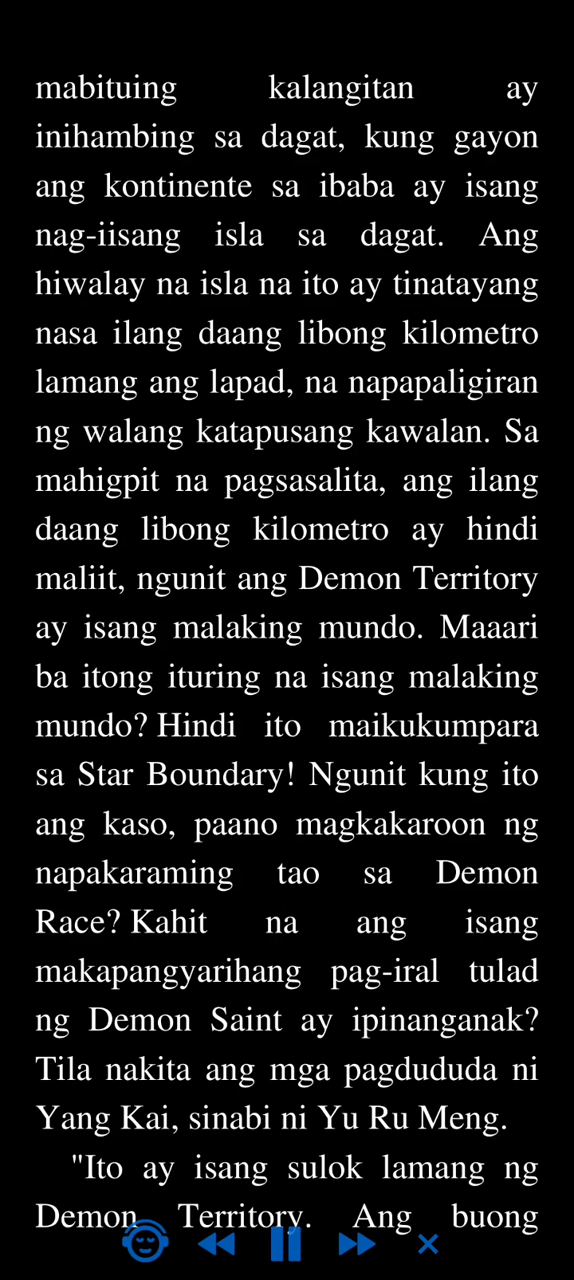 mabituing kalangitan ay
inihambing sa dagat, kung gayon
ang kontinente sa ibaba ay isang
nag-iisang isla sa dagat. Ang
hiwalay na isla na ito ay tinatayang
nasa ilang daang libong kilometro
lamang ang lapad, na napapaligiran
ng walang katapusang kawalan. Sa
mahigpit na pagsasalita, ang ilang
daang libong kilometro ay hindi
maliit, ngunit ang Demon Territory
ay isang malaking mundo. Maaari
ba itong ituring na isang malaking
mundo? Hindi ito maikukumpara
sa Star Boundary! Ngunit kung ito
ang kaso, paano magkakaroon ng
napakaraming tao sa Demon
Race? Kahit na ang isang
makapangyarihang pag-iral tulad
ng Demon Saint ay ipinanganak?
Tila nakita ang mga pagdududa ni
Yang Kai, sinabi ni Yu Ru Meng.
"Ito ay isang sulok lamang ng
Demon Territory. Ang buong